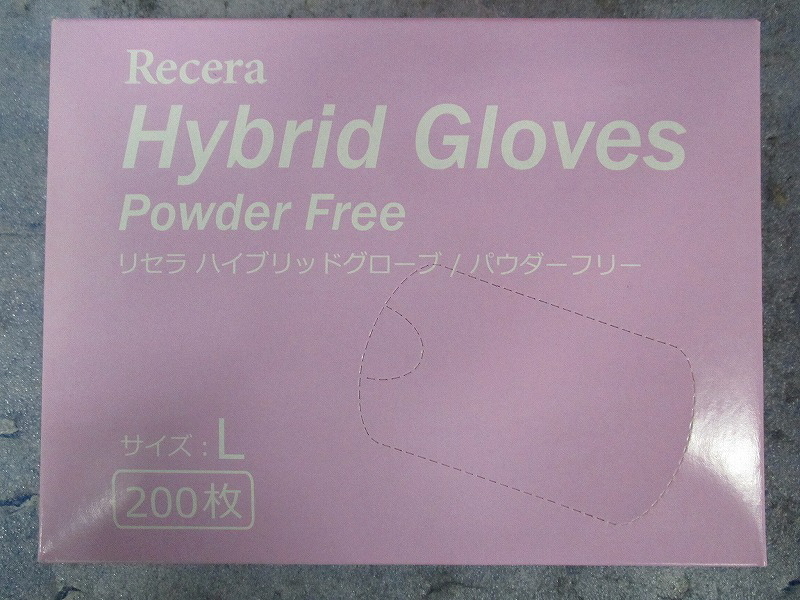 Recera
Hybrid Gloves
Powder Free
リセラ ハイブリッドグローブ / パウダーフリー
サイズ : L
200枚